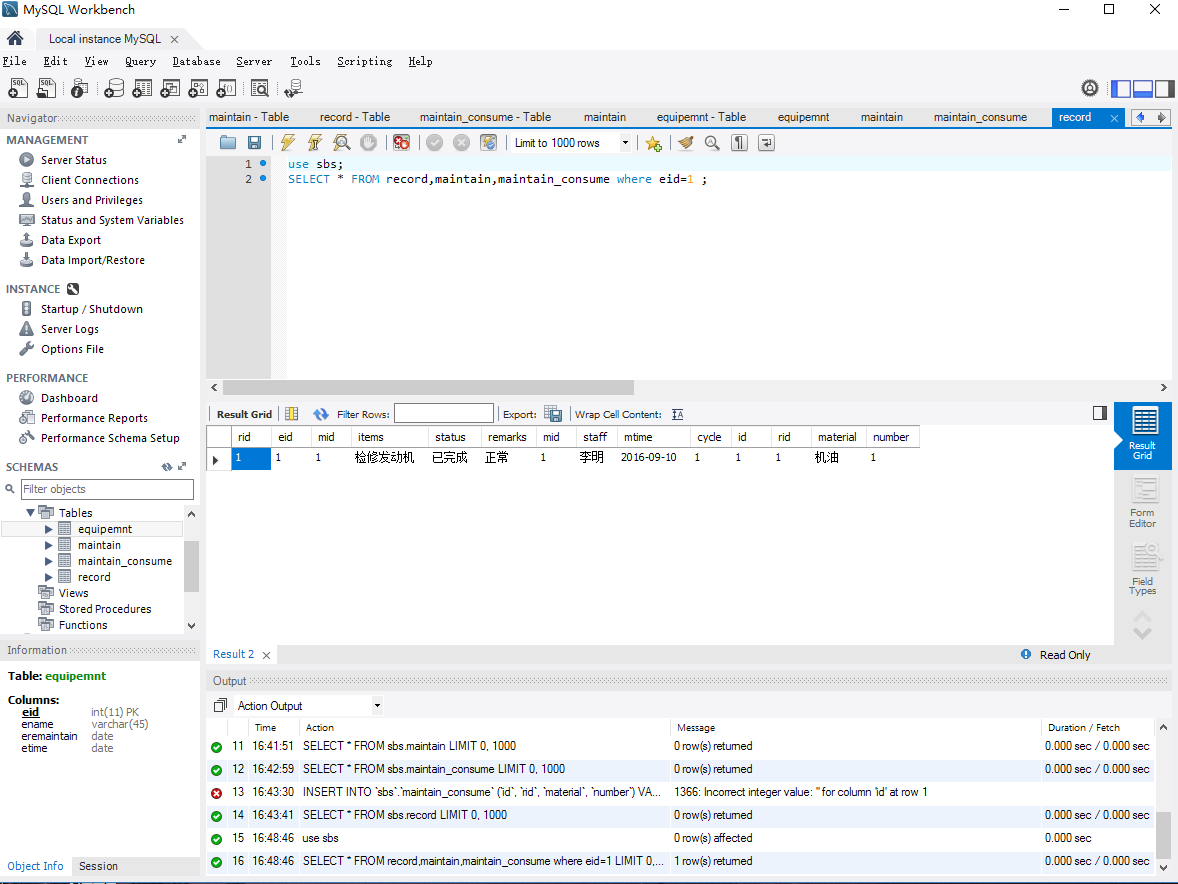 MySQL Workbench
Local instance MySQL
File Edit View Query Database Server Tools Scripting Help
Navigator
MANAGEMENT
Server Status
Client Connections
Users and Privileges
Status and System Variables
Data Export
Data Import/Restore
INSTANCE
Startup / Shutdown
Server Logs
Options File
PERFORMANCE
Dashboard
Performance Reports
Performance Schema Setup
SCHEMAS
Filter objects
Tables
equipemnt
maintain
maintain_consume
record
Views
Stored Procedures
Functions
Information
Table: equipemnt
Columns:
eid int(11) PK
ename varchar(45)
eremaintain date
etime date
Object Info Session
maintain - Table record - Table maintain_consume - Table maintain equipemnt - Table equipemnt maintain maintain_consume record
Limit to 1000 rows
1 use sbs;
2 SELECT * FROM record,maintain,maintain_consume where eid=1 ;
Result Grid Filter Rows: Export: Wrap Cell Content:
rid eid mid items status remarks mid staff mtime cycle id rid material number
1 1 1 检修发动机 已完成 正常 1 李明 2016-09-10 1 1 1 机油 1
Result Grid
Form Editor
Field Types
Result 2 Read Only
Output
Action Output
Time Action Message Duration / Fetch
11 16:41:51 SELECT * FROM sbs.maintain LIMIT 0, 1000 0 row(s) returned 0.000 sec / 0.000 sec
12 16:42:59 SELECT * FROM sbs.maintain_consume LIMIT 0, 1000 0 row(s) returned 0.000 sec / 0.000 sec
13 16:43:30 INSERT INTO `sbs`.`maintain_consume` (`id`, `rid`, `material`, `number`) VA... 1366: Incorrect integer value: '' for column 'id' at row 1
14 16:43:41 SELECT * FROM sbs.record LIMIT 0, 1000 0 row(s) returned 0.000 sec / 0.000 sec
15 16:48:46 use sbs 0 row(s) affected 0.000 sec
16 16:48:46 SELECT * FROM record,maintain,maintain_consume where eid=1 LIMIT 0,... 1 row(s) returned 0.000 sec / 0.000 sec